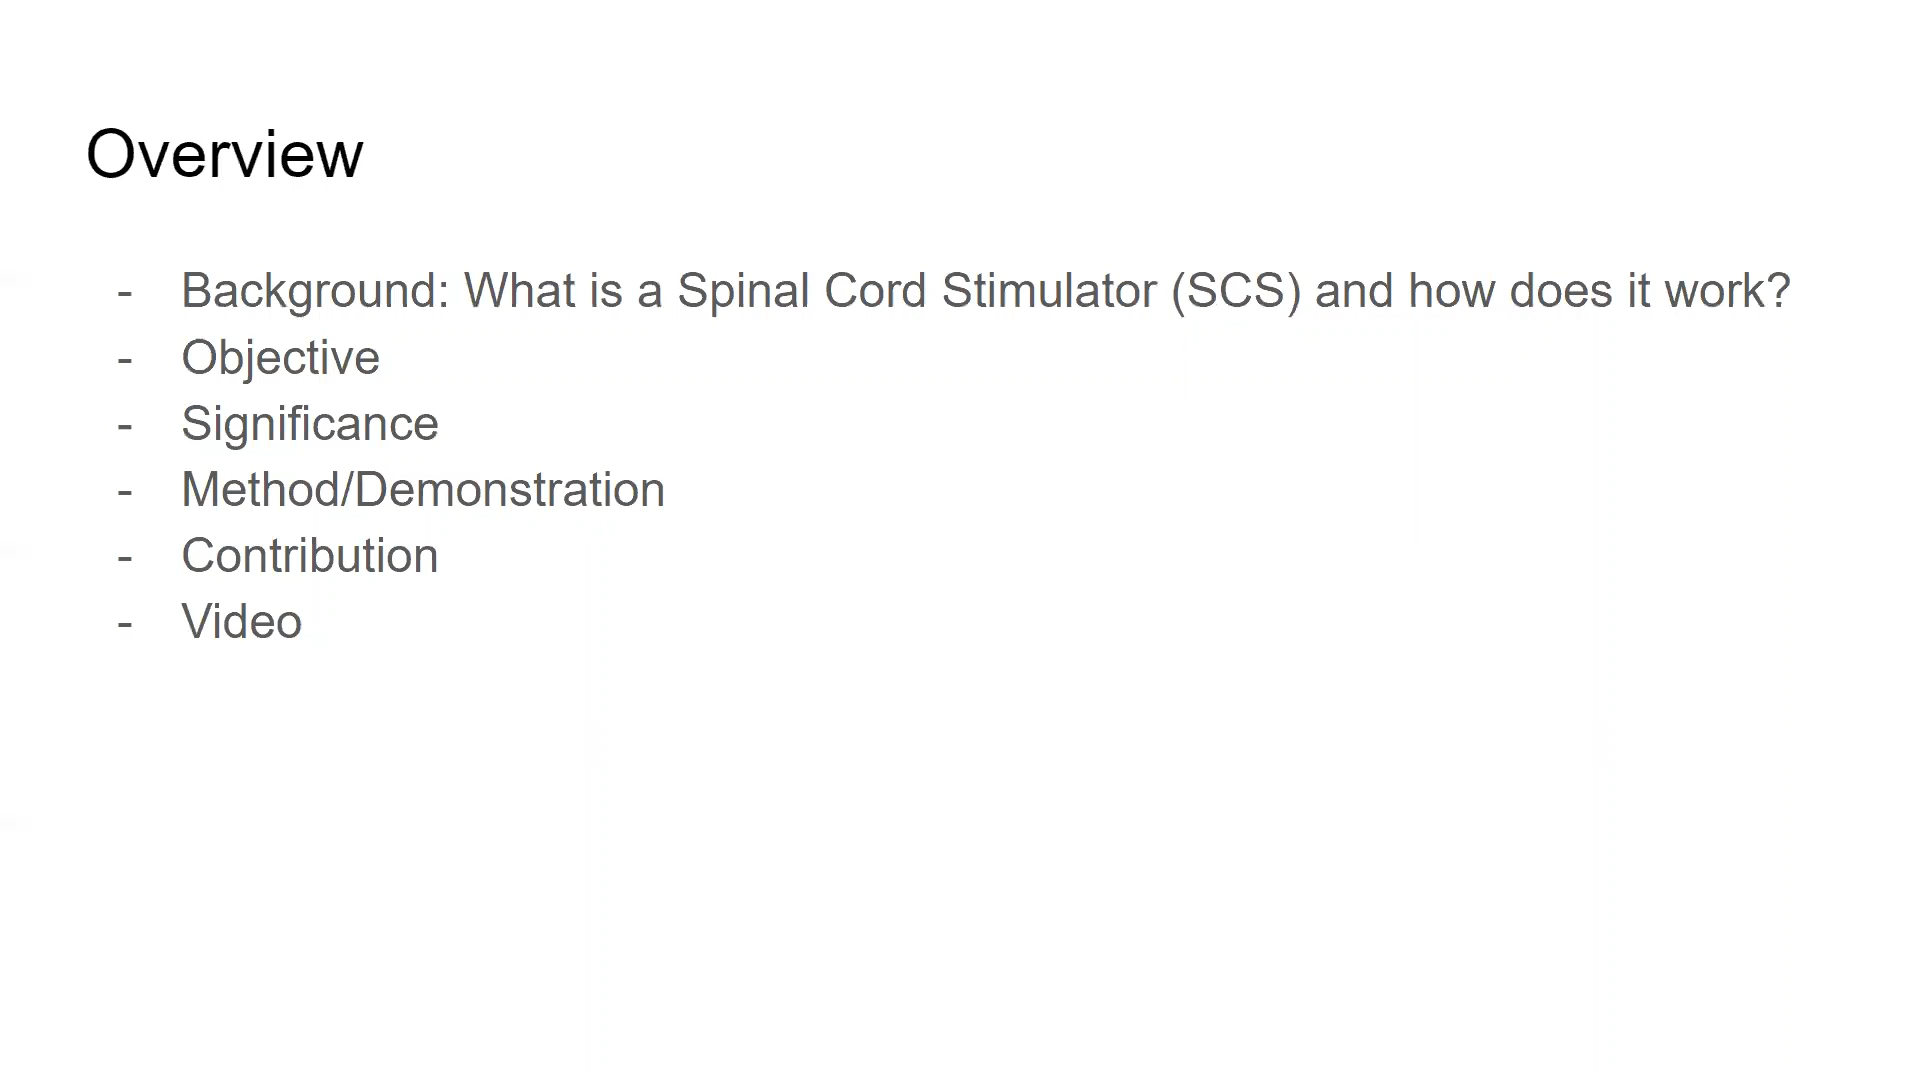 Overview
- Background: What is a Spinal Cord Stimulator (SCS) and how does it work?
- Objective
- Significance
- Method/Demonstration
- Contribution
- Video